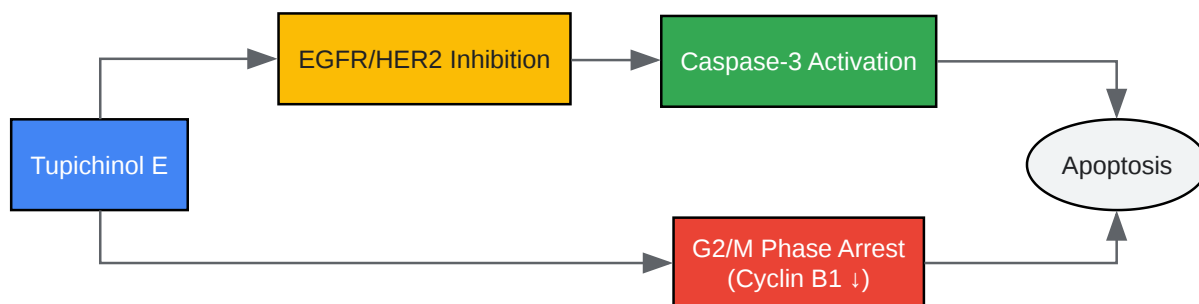 EGFR/HER2 Inhibition
Caspase-3 Activation
Tupichinol E
Apoptosis
G2/M Phase Arrest
(Cyclin B1 ↓)